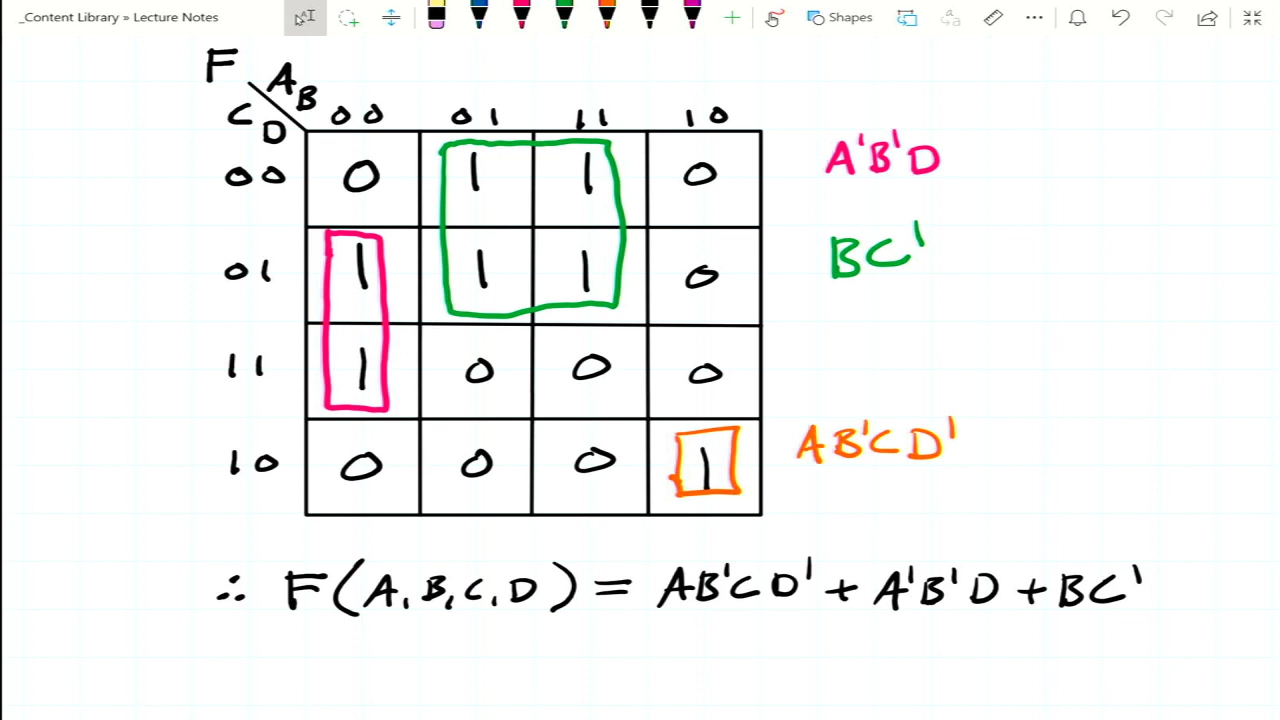 _Content Library » Lecture Notes
Shapes
F AB
CD 00 01 11 10
00 0 1 1 0 A'B'D
01 1 1 1 0 BC'
11 1 0 0 0
10 0 0 0 1 AB'CD'
∴ F(A,B,C,D) = AB'CD' + A'B'D + BC'